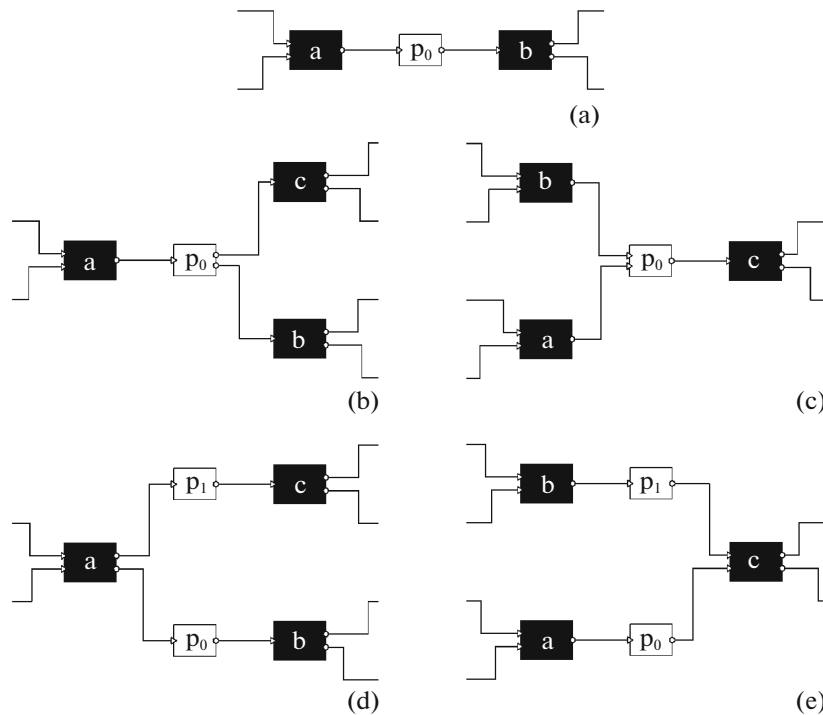 a p₀ b
(a)
c
a p₀
b
(b)
b
p₀ c
a
(c)
p₁ c
a
p₀ b
(d)
b p₁
c
a p₀
(e)